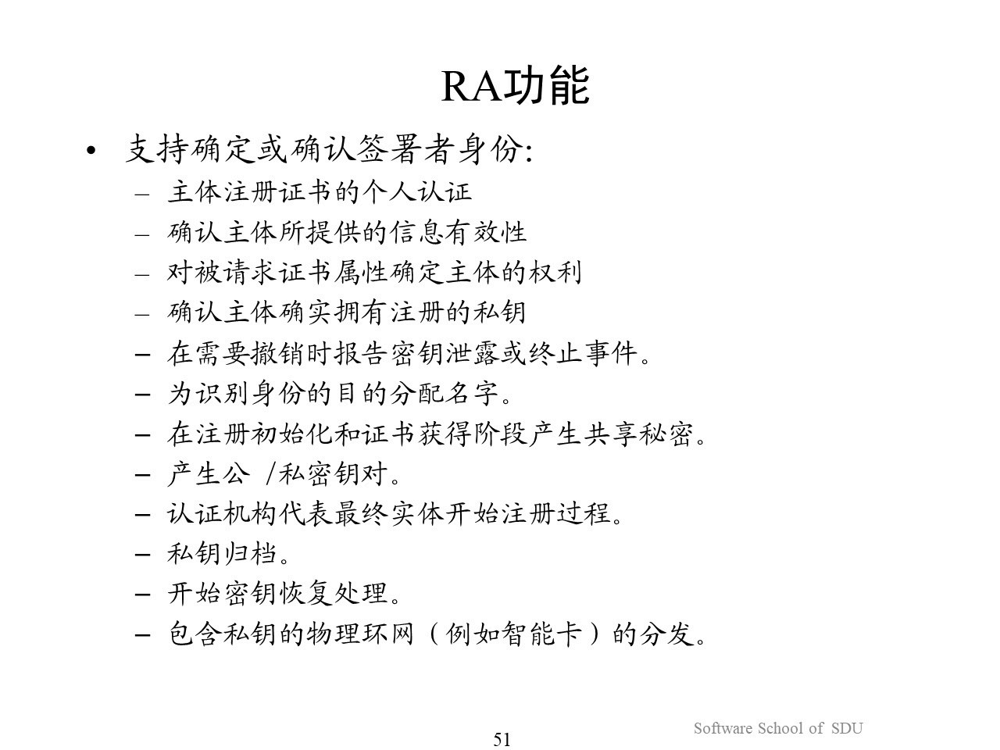 RA功能
• 支持确定或确认签署者身份:
– 主体注册证书的个人认证
– 确认主体所提供的信息有效性
– 对被请求证书属性确定主体的权利
– 确认主体确实拥有注册的私钥
– 在需要撤销时报告密钥泄露或终止事件。
– 为识别身份的目的分配名字。
– 在注册初始化和证书获得阶段产生共享秘密。
– 产生公 /私密钥对。
– 认证机构代表最终实体开始注册过程。
– 私钥归档。
– 开始密钥恢复处理。
– 包含私钥的物理环网（例如智能卡）的分发。
Software School of SDU
51